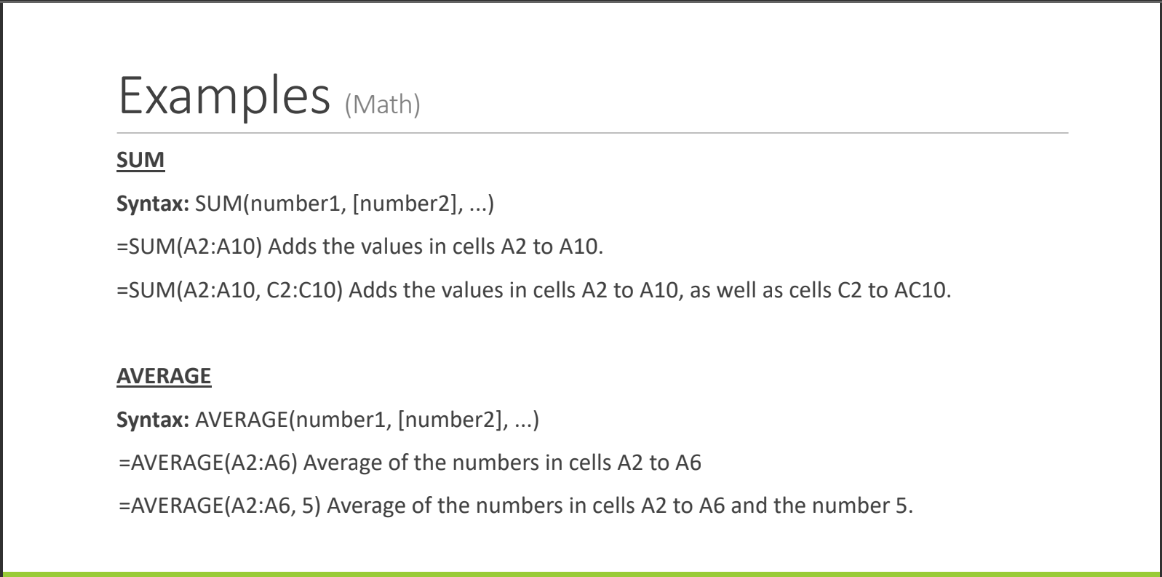 Examples (Math)
SUM
Syntax: SUM(number1, [number2], ...)
=SUM(A2:A10) Adds the values in cells A2 to A10.
=SUM(A2:A10, C2:C10) Adds the values in cells A2 to A10, as well as cells C2 to AC10.
AVERAGE
Syntax: AVERAGE(number1, [number2], ...)
=AVERAGE(A2:A6) Average of the numbers in cells A2 to A6
=AVERAGE(A2:A6, 5) Average of the numbers in cells A2 to A6 and the number 5.